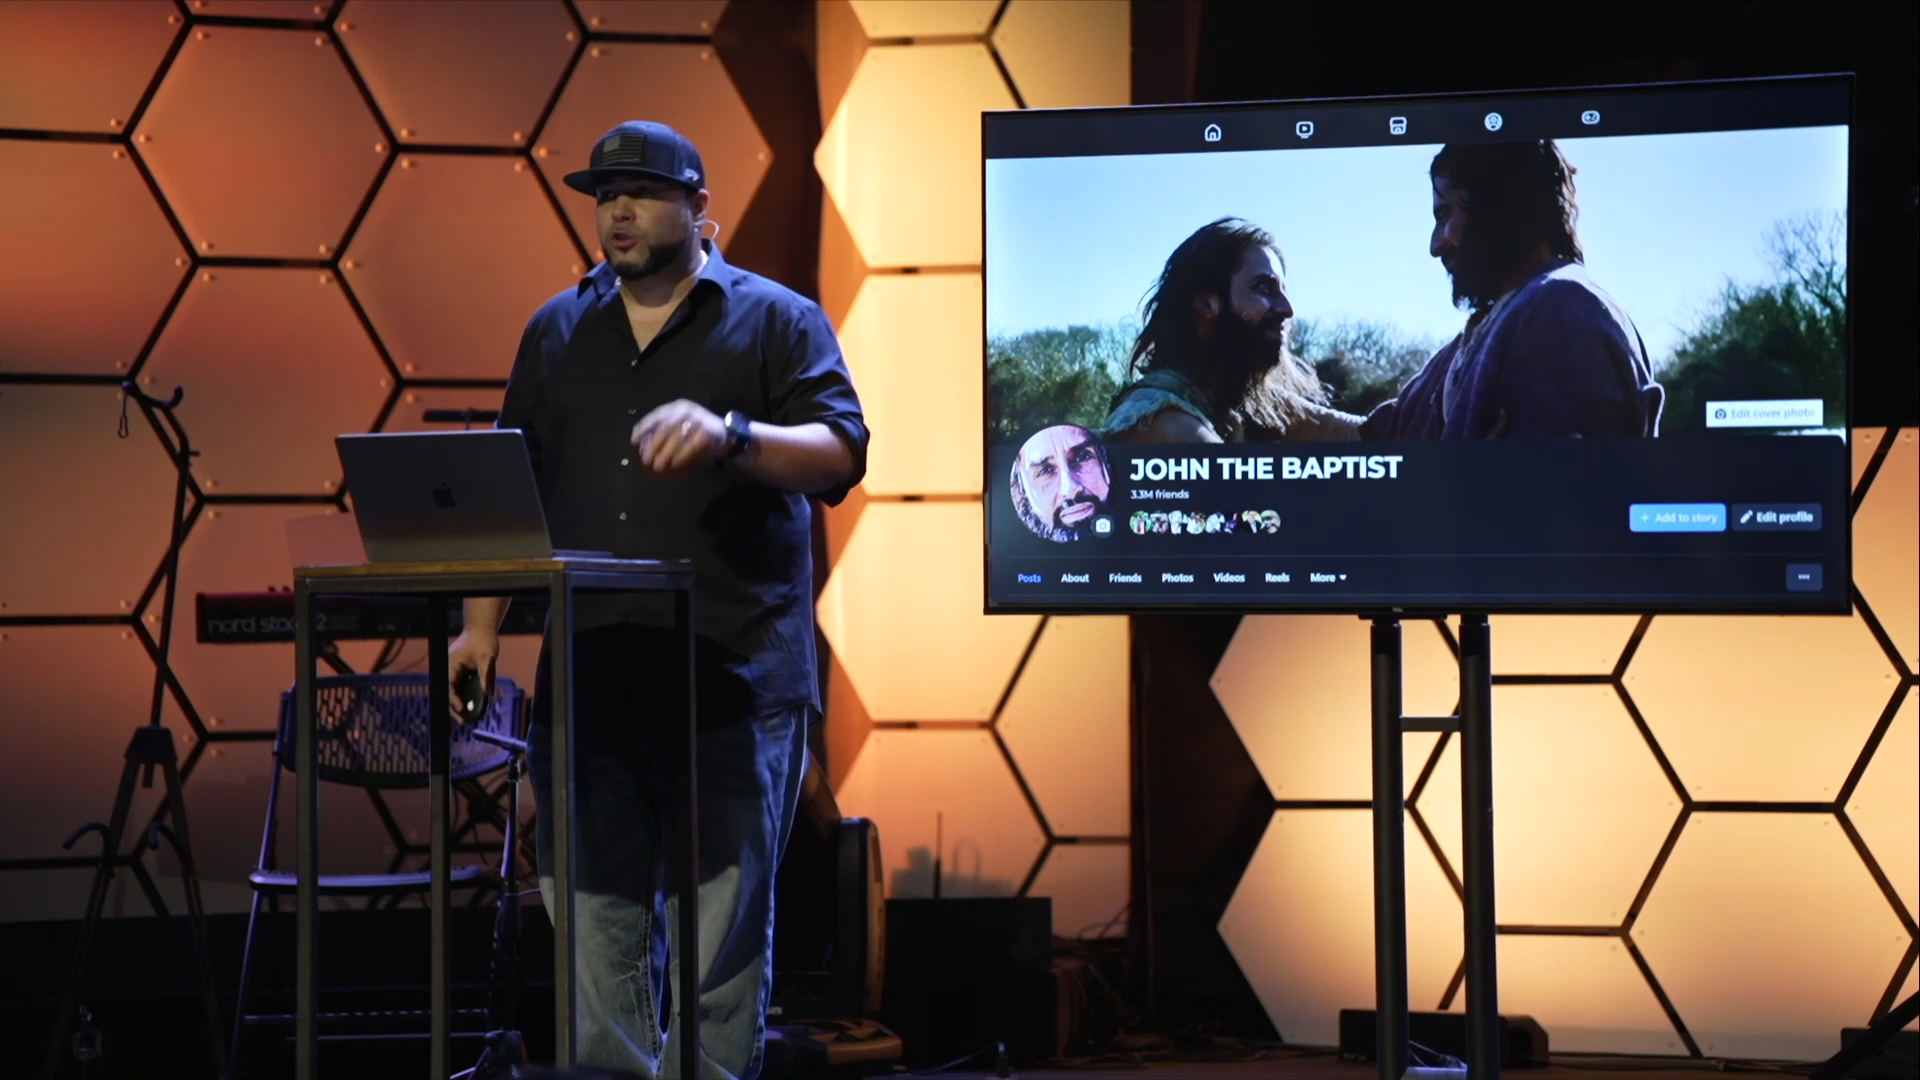 Edit cover photo
JOHN THE BAPTIST
3.3M friends
+ Add to story
Edit profile
Posts About Friends Photos Videos Reels More
nord stage 2